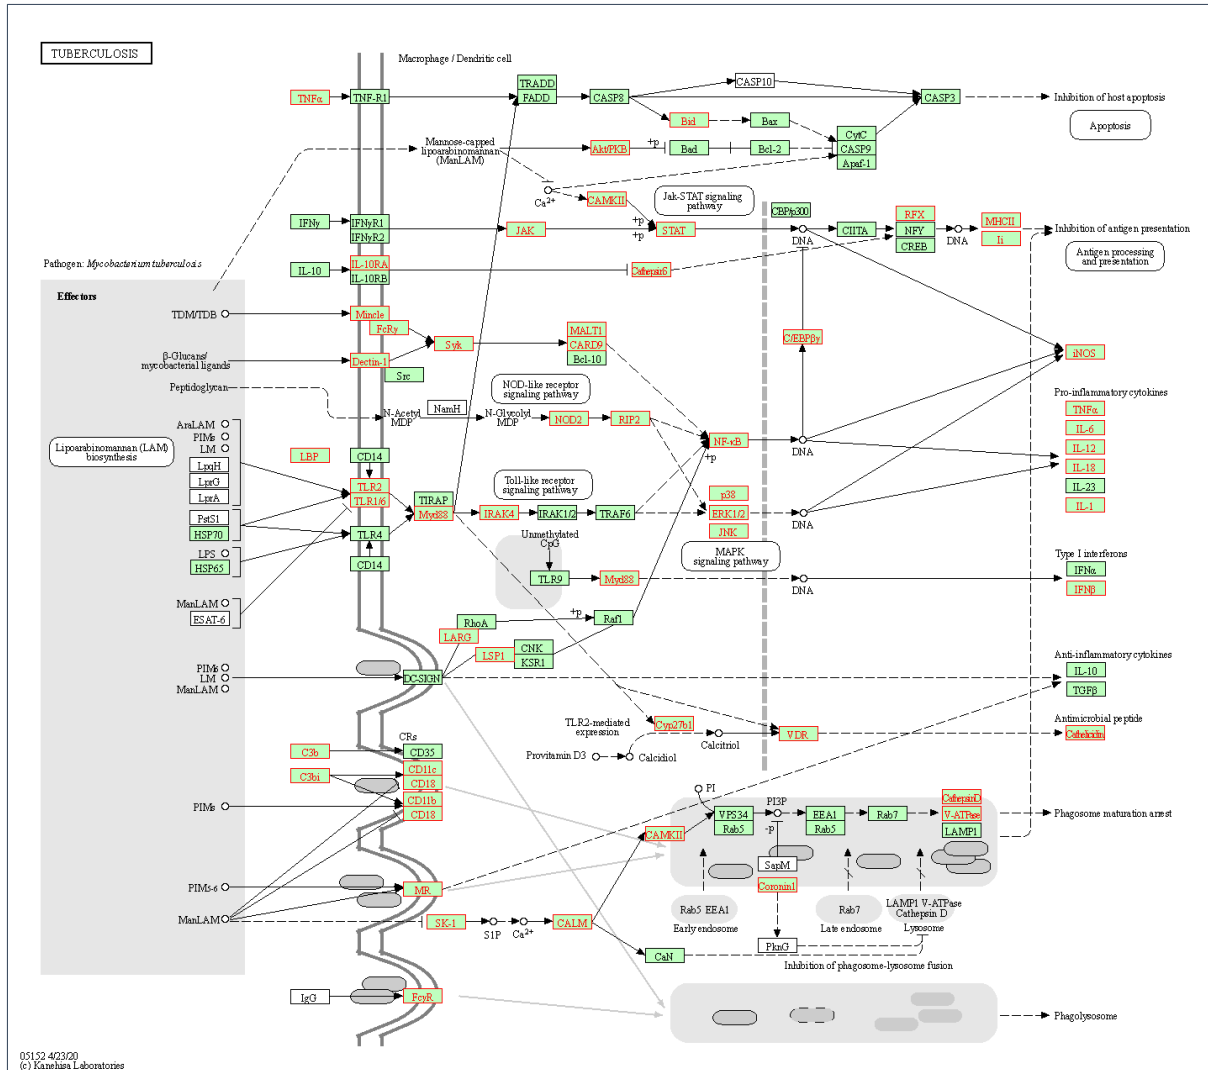 TUBERCULOSIS
Macrophage / Dendritic cell
TNFα
TNF-R1
TRADD
FADD
CASP8
CASP10
CASP3
Inhibition of host apoptosis
Apoptosis
Bid
Bax
CytC
CASP9
Apaf-1
Mannose-capped
lipoarabinomannan
(ManLAM)
Akt/PKB
+p
Bad
Bcl-2
Ca2+
CAMKII
Jak-STAT signaling
pathway
IFNγ
IFNγR1
IFNγR2
JAK
+p
+p
STAT
CBP/p300
DNA
CIITA
RFX
NFY
CREB
DNA
MHCII
Ii
Inhibition of antigen presentation
Antigen processing
and presentation
Pathogen: Mycobacterium tuberculosis
IL-10
IL-10RA
IL-10RB
CathepsinS
Effectors
TDM/TDB
Mincle
FcRγ
Syk
MALT1
CARD9
Bcl-10
C/EBPβγ
iNOS
β-Glucans/
mycobacterial ligands
Dectin-1
Src
Peptidoglycan
N-Acetyl
MDP
NamH
N-Glycolyl
MDP
NOD-like receptor
signaling pathway
NOD2
RIP2
NF-κB
+p
DNA
Pro-inflammatory cytokines
TNFα
IL-6
IL-12
IL-18
IL-23
IL-1
Lipoarabinomannan (LAM)
biosynthesis
AraLAM
PIMs
LM
LpqH
LprG
LprA
PstS1
HSP70
LPS
HSP65
ManLAM
ESAT-6
LBP
CD14
TLR2
TLR1/6
TLR4
CD14
TIRAP
Myd88
Toll-like receptor
signaling pathway
IRAK4
IRAK1/2
TRAF6
p38
ERK1/2
JNK
DNA
MAPK
signaling pathway
Unmethylated
CpG
TLR9
Myd88
DNA
Type I interferons
IFNα
IFNβ
RhoA
LARG
+p
Raf1
LSP1
CNK
KSR1
PIMs
LM
ManLAM
DC-SIGN
Anti-inflammatory cytokines
IL-10
TGFβ
TLR2-mediated
expression
Cyp27b1
Calcitriol
VDR
Provitamin D3
Calcidiol
Antimicrobial peptide
Cathelicidin
CRs
C3b
CD35
C3bi
CD11c
CD18
PIMs
CD11b
CD18
PI
VPS34
Rab5
PI3P
-p
EEA1
Rab5
Rab7
CathepsinD
V-ATPase
LAMP1
Phagosome maturation arrest
CAMKII
SapM
Coronin1
PIMs-6
MR
Rab5 EEA1
Early endosome
Rab7
Late endosome
LAMP1 V-ATPase
Cathepsin D
Lysosome
ManLAM
SK-1
S1P
Ca2+
CALM
CaN
PknG
Inhibition of phagosome-lysosome fusion
IgG
FcγR
Phagolysosome
05152 4/23/20
(c) Kanehisa Laboratories